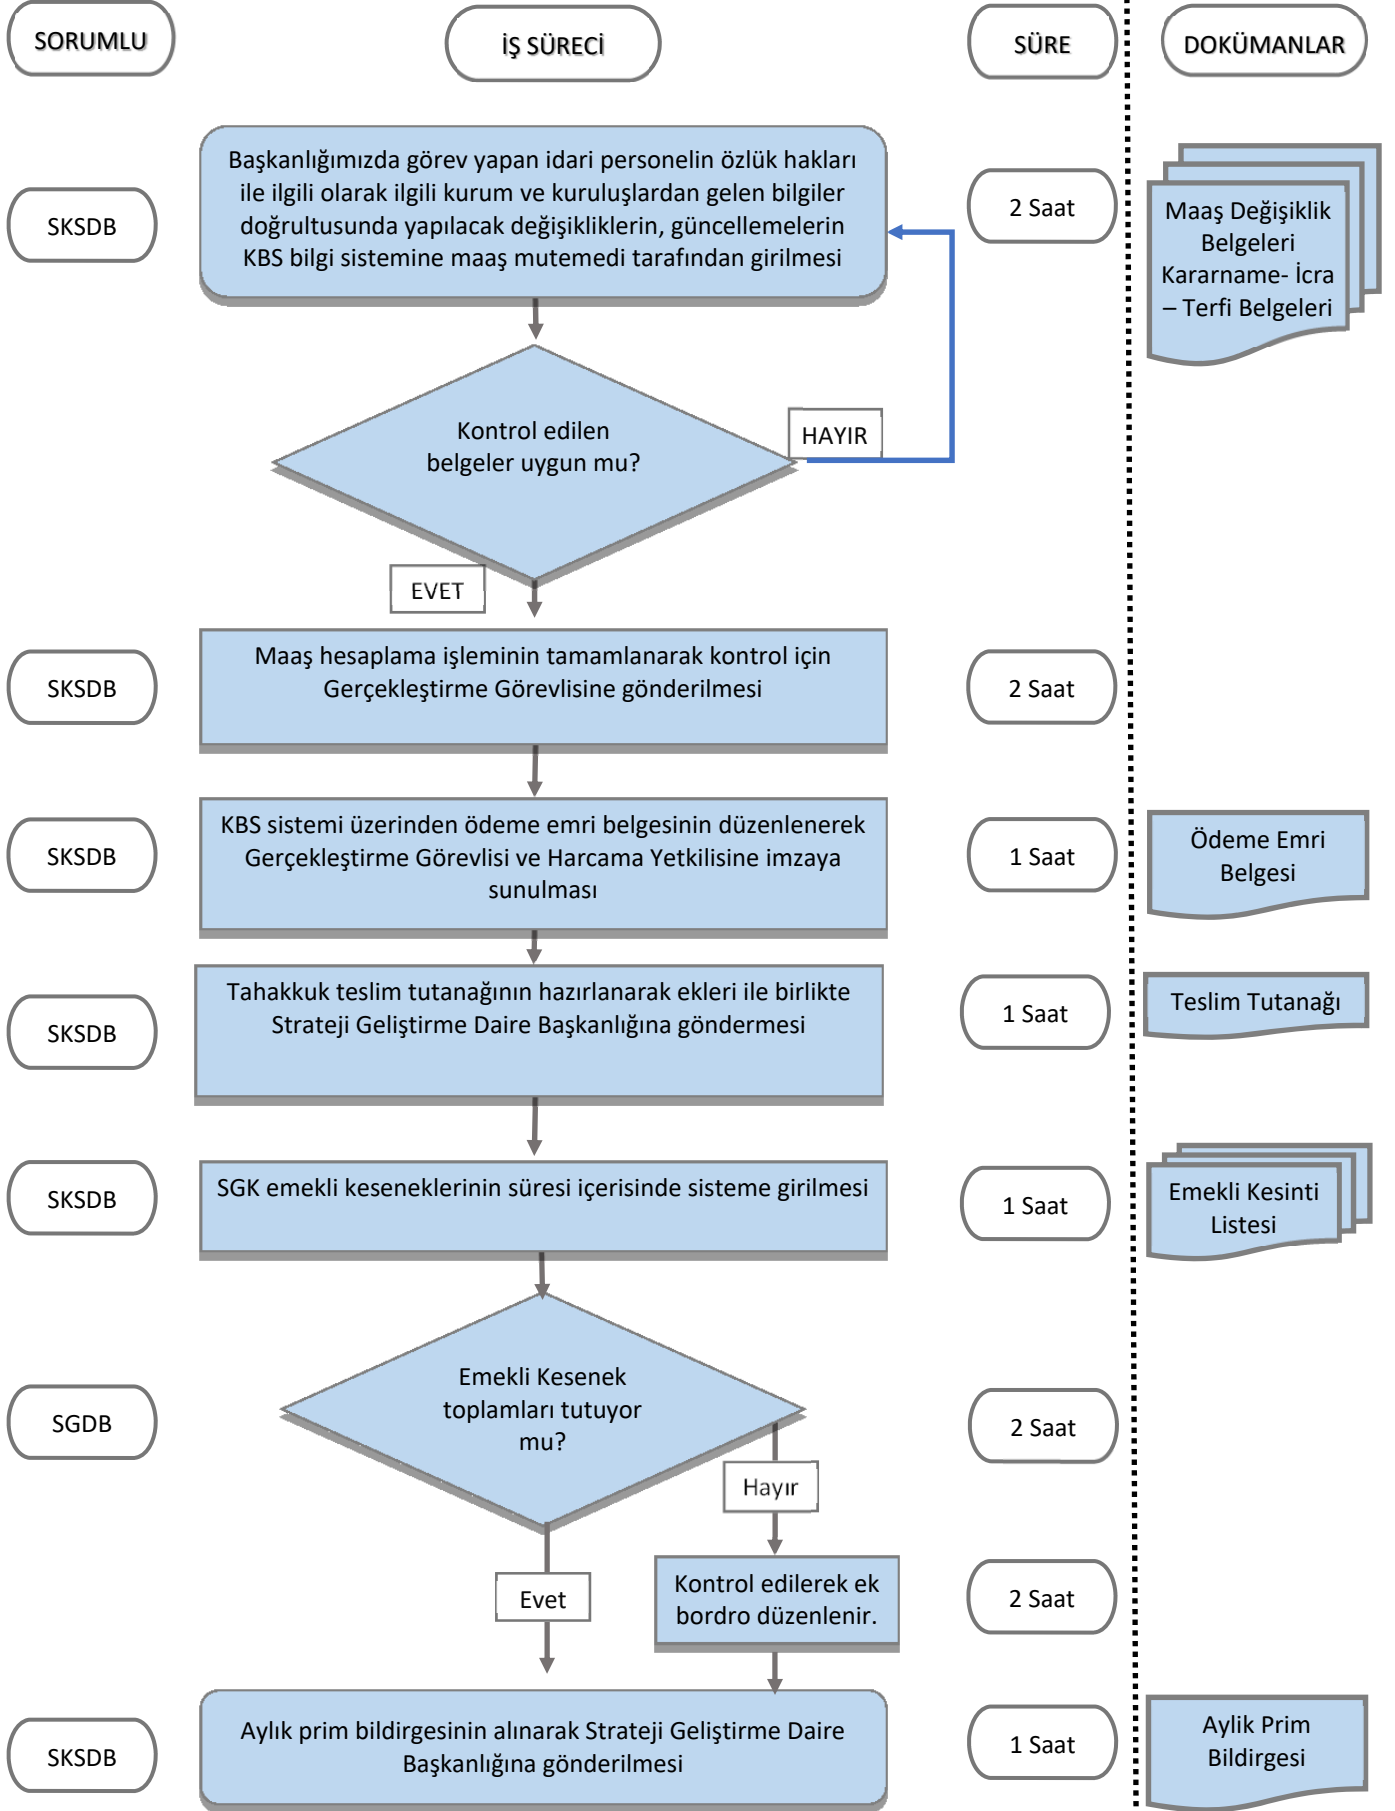 SORUMLU
İŞ SÜRECİ
SÜRE
DOKÜMANLAR
SKSDB
Başkanlığımızda görev yapan idari personelin özlük hakları
ile ilgili olarak ilgili kurum ve kuruluşlardan gelen bilgiler
doğrultusunda yapılacak değişikliklerin, güncellemelerin
KBS bilgi sistemine maaş mutemedi tarafından girilmesi
2 Saat
Maaş Değişiklik
Belgeleri
Kararname- İcra
– Terfi Belgeleri
Kontrol edilen
belgeler uygun mu?
HAYIR
EVET
SKSDB
Maaş hesaplama işleminin tamamlanarak kontrol için
Gerçekleştirme Görevlisine gönderilmesi
2 Saat
SKSDB
KBS sistemi üzerinden ödeme emri belgesinin düzenlenerek
Gerçekleştirme Görevlisi ve Harcama Yetkilisine imzaya
sunulması
1 Saat
Ödeme Emri
Belgesi
SKSDB
Tahakkuk teslim tutanağının hazırlanarak ekleri ile birlikte
Strateji Geliştirme Daire Başkanlığına göndermesi
1 Saat
Teslim Tutanağı
SKSDB
SGK emekli keseneklerinin süresi içerisinde sisteme girilmesi
1 Saat
Emekli Kesinti
Listesi
SGDB
Emekli Kesenek
toplamları tutuyor
mu?
2 Saat
Hayır
Evet
Kontrol edilerek ek
bordro düzenlenir.
2 Saat
SKSDB
Aylık prim bildirgesinin alınarak Strateji Geliştirme Daire
Başkanlığına gönderilmesi
1 Saat
Aylik Prim
Bildirgesi